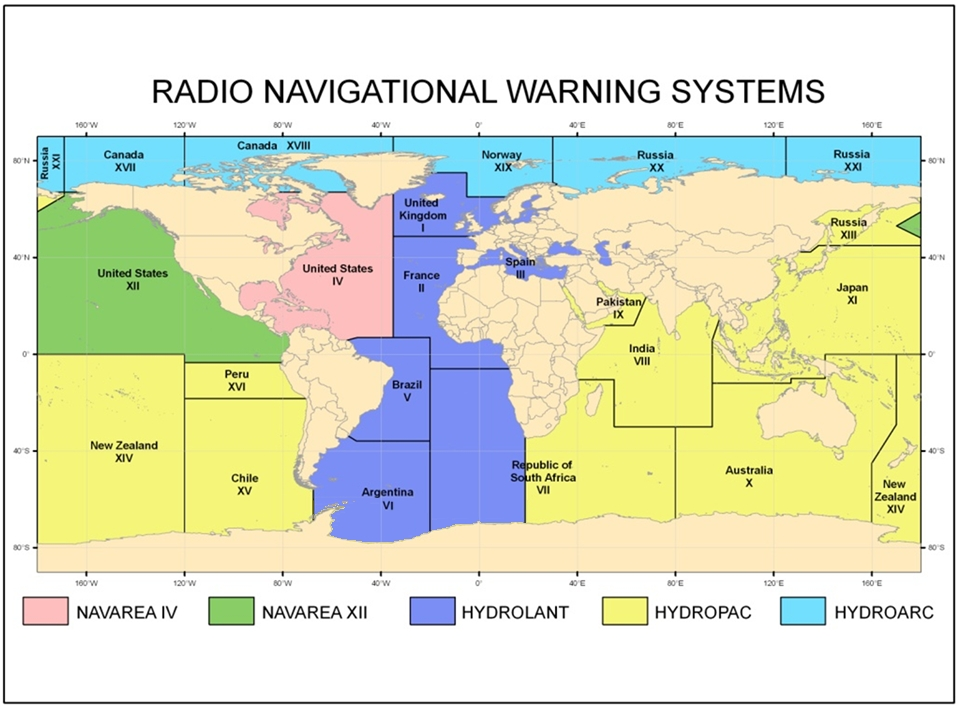 RADIO NAVIGATIONAL WARNING SYSTEMS
160°W 120°W 80°W 40°W 0° 40°E 80°E 120°E 160°E
80°N
80°N
Russia
XXI
Canada
XVII
Canada XVIII
Norway
XIX
Russia
XX
Russia
XXI
United
Kingdom
I
Russia
XIII
40°N
40°N
United States
XII
United States
IV
France
II
Spain
III
Pakistan
IX
Japan
XI
India
VIII
0°
0°
Peru
XVI
Brazil
V
New Zealand
XIV
40°S
40°S
Chile
XV
Argentina
VI
Republic of
South Africa
VII
Australia
X
New
Zealand
XIV
80°S
80°S
160°W 120°W 80°W 40°W 0° 40°E 80°E 120°E 160°E
NAVAREA IV NAVAREA XII HYDROLANT HYDROPAC HYDROARC